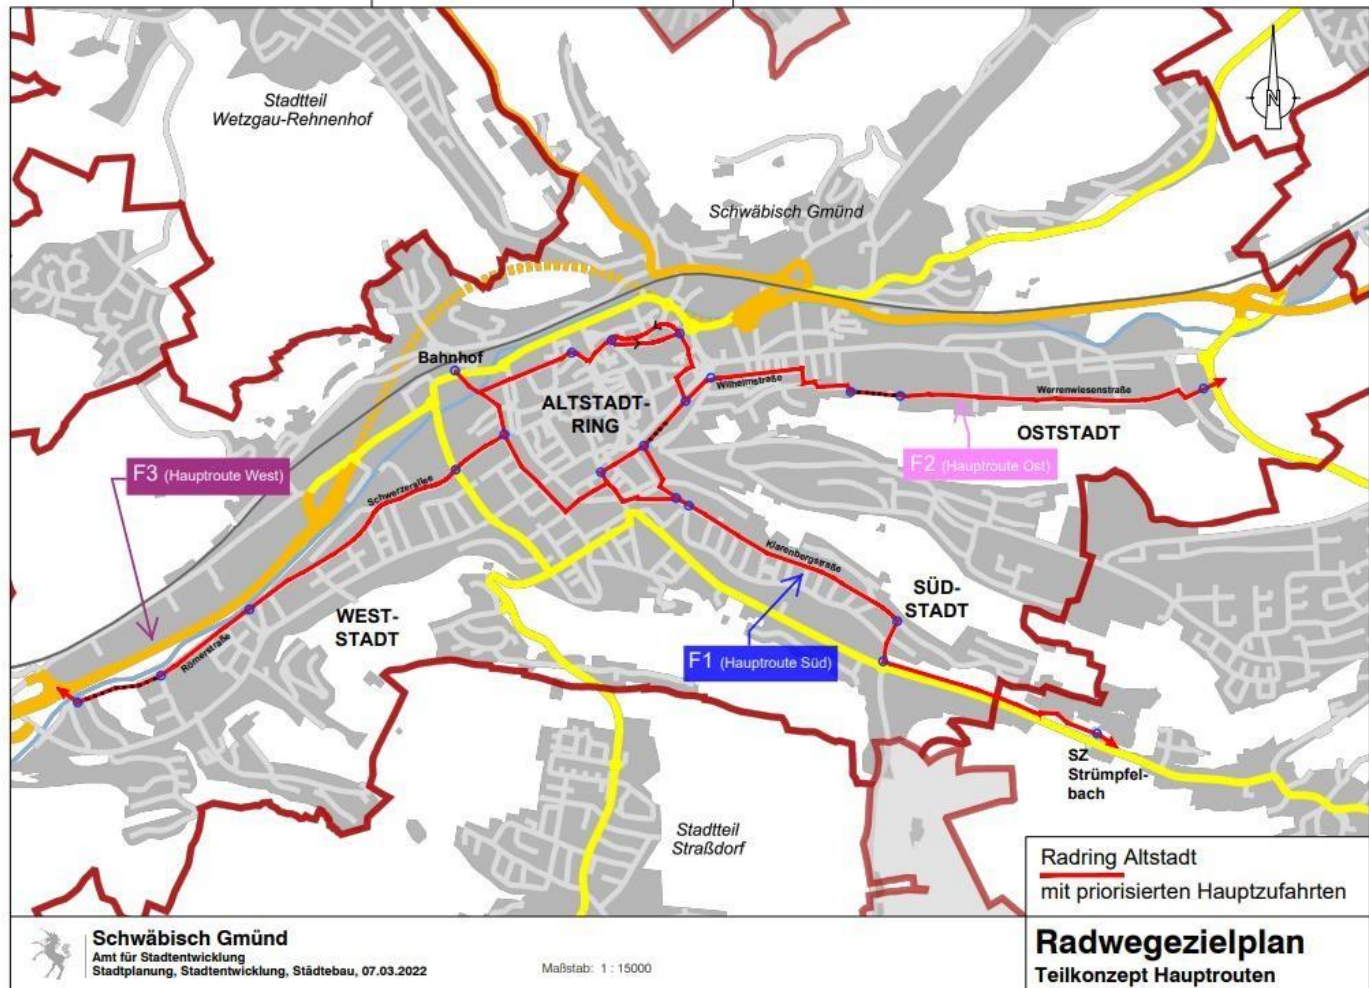 Stadtteil
Wetzgau-Rehnenhof
N
Schwäbisch Gmünd
Bahnhof
Wilhelmstraße
Werrenwiesenstraße
ALTSTADT-
RING
OSTSTADT
F2 (Hauptroute Ost)
F3 (Hauptroute West)
Schwerzerallee
Klarenbergstraße
SÜD-
STADT
WEST-
STADT
Römerstraße
F1 (Hauptroute Süd)
SZ
Strümpfel-
bach
Stadtteil
Straßdorf
Radring Altstadt
mit priorisierten Hauptzufahrten
Schwäbisch Gmünd
Amt für Stadtentwicklung
Stadtplanung, Stadtentwicklung, Städtebau, 07.03.2022
Maßstab: 1 : 15000
Radwegezielplan
Teilkonzept Hauptrouten